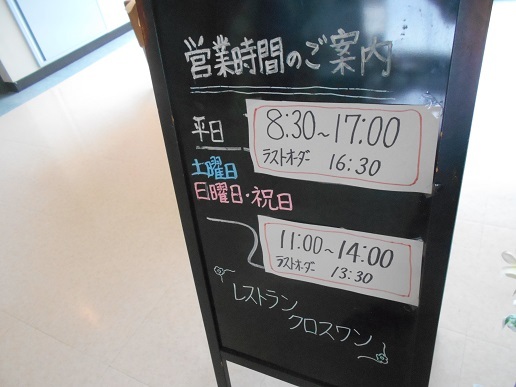 営業時間のご案内
平日
8:30~17:00
ラストオーダー 16:30
土曜日
日曜日・祝日
11:00~14:00
ラストオーダー 13:30
レストラン
クロスワン